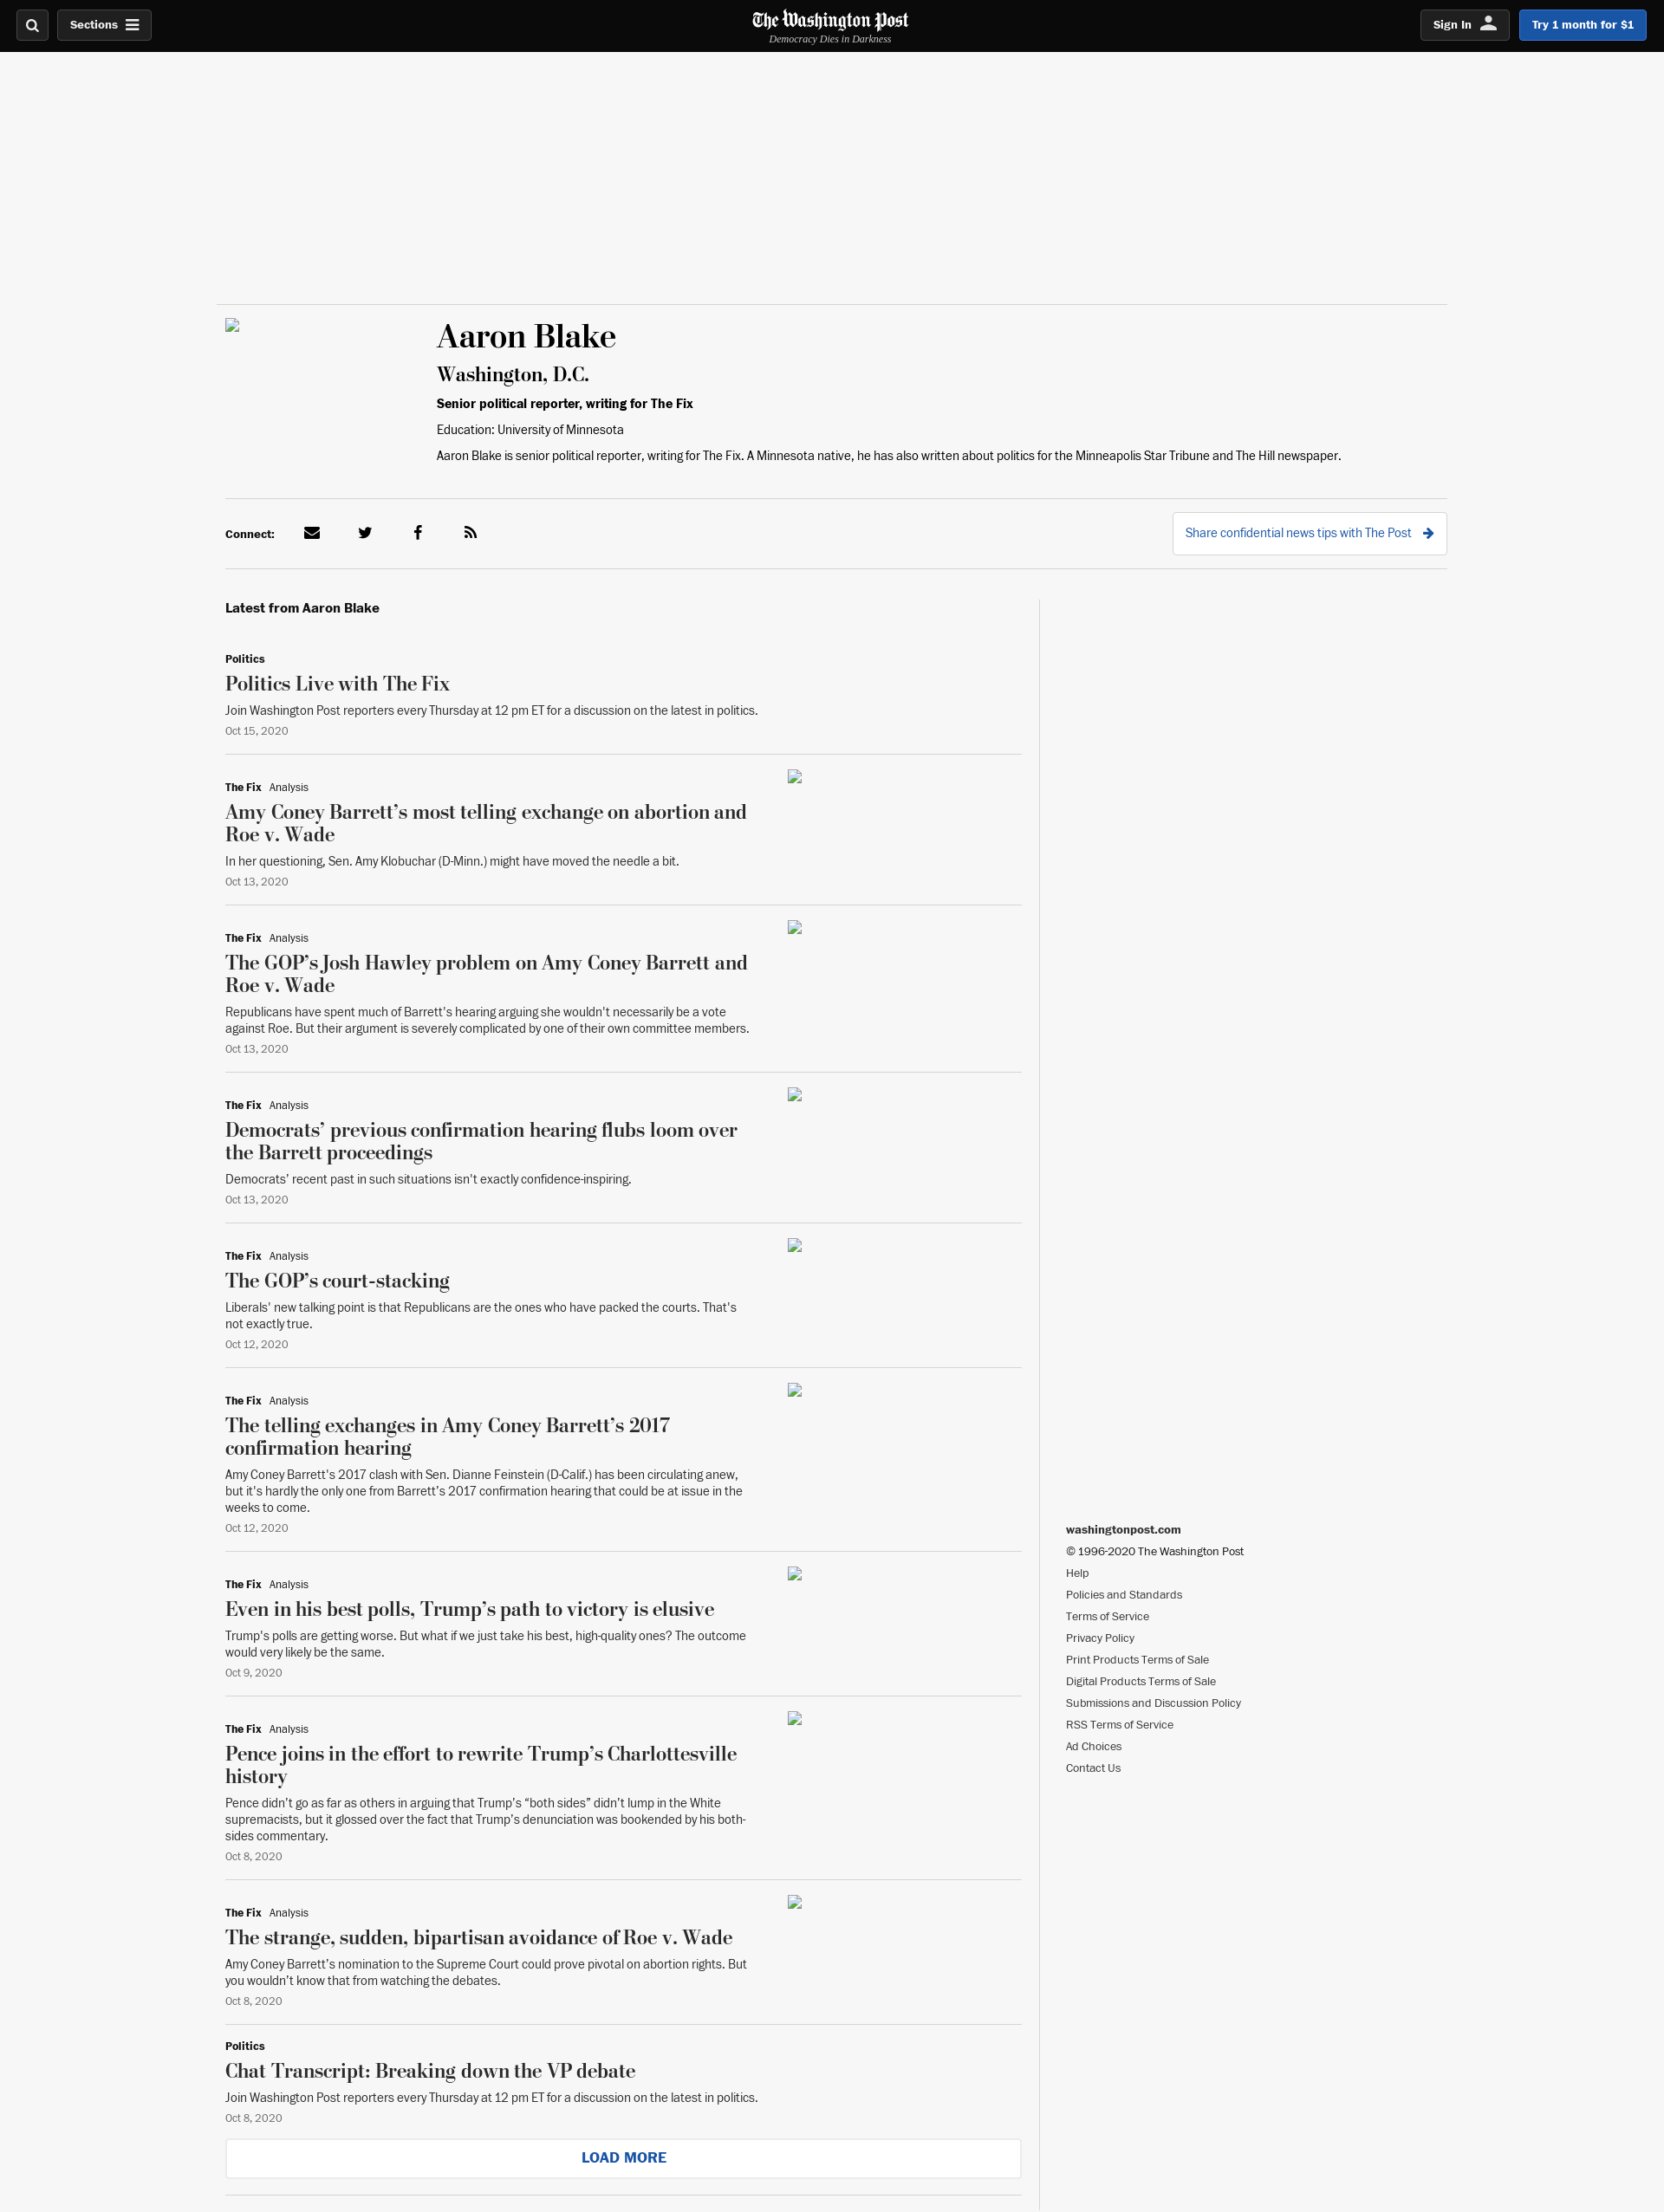 Sections
The Washington Post
Democracy Dies in Darkness
Sign In
Try 1 month for $1
Aaron Blake
Washington, D.C.
Senior political reporter, writing for The Fix
Education: University of Minnesota
Aaron Blake is senior political reporter, writing for The Fix. A Minnesota native, he has also written about politics for the Minneapolis Star Tribune and The Hill newspaper.
Connect:
Share confidential news tips with The Post
Latest from Aaron Blake
Politics
Politics Live with The Fix
Join Washington Post reporters every Thursday at 12 pm ET for a discussion on the latest in politics.
Oct 15, 2020
The Fix Analysis
Amy Coney Barrett’s most telling exchange on abortion and
Roe v. Wade
In her questioning, Sen. Amy Klobuchar (D-Minn.) might have moved the needle a bit.
Oct 13, 2020
The Fix Analysis
The GOP’s Josh Hawley problem on Amy Coney Barrett and
Roe v. Wade
Republicans have spent much of Barrett's hearing arguing she wouldn't necessarily be a vote
against Roe. But their argument is severely complicated by one of their own committee members.
Oct 13, 2020
The Fix Analysis
Democrats’ previous confirmation hearing flubs loom over
the Barrett proceedings
Democrats' recent past in such situations isn't exactly confidence-inspiring.
Oct 13, 2020
The Fix Analysis
The GOP’s court-stacking
Liberals' new talking point is that Republicans are the ones who have packed the courts. That's
not exactly true.
Oct 12, 2020
The Fix Analysis
The telling exchanges in Amy Coney Barrett’s 2017
confirmation hearing
Amy Coney Barrett's 2017 clash with Sen. Dianne Feinstein (D-Calif.) has been circulating anew,
but it's hardly the only one from Barrett's 2017 confirmation hearing that could be at issue in the
weeks to come.
Oct 12, 2020
The Fix Analysis
Even in his best polls, Trump’s path to victory is elusive
Trump's polls are getting worse. But what if we just take his best, high-quality ones? The outcome
would very likely be the same.
Oct 9, 2020
The Fix Analysis
Pence joins in the effort to rewrite Trump’s Charlottesville
history
Pence didn’t go as far as others in arguing that Trump’s “both sides” didn’t lump in the White
supremacists, but it glossed over the fact that Trump’s denunciation was bookended by his both-
sides commentary.
Oct 8, 2020
The Fix Analysis
The strange, sudden, bipartisan avoidance of Roe v. Wade
Amy Coney Barrett’s nomination to the Supreme Court could prove pivotal on abortion rights. But
you wouldn’t know that from watching the debates.
Oct 8, 2020
Politics
Chat Transcript: Breaking down the VP debate
Join Washington Post reporters every Thursday at 12 pm ET for a discussion on the latest in politics.
Oct 8, 2020
LOAD MORE
washingtonpost.com
© 1996-2020 The Washington Post
Help
Policies and Standards
Terms of Service
Privacy Policy
Print Products Terms of Sale
Digital Products Terms of Sale
Submissions and Discussion Policy
RSS Terms of Service
Ad Choices
Contact Us